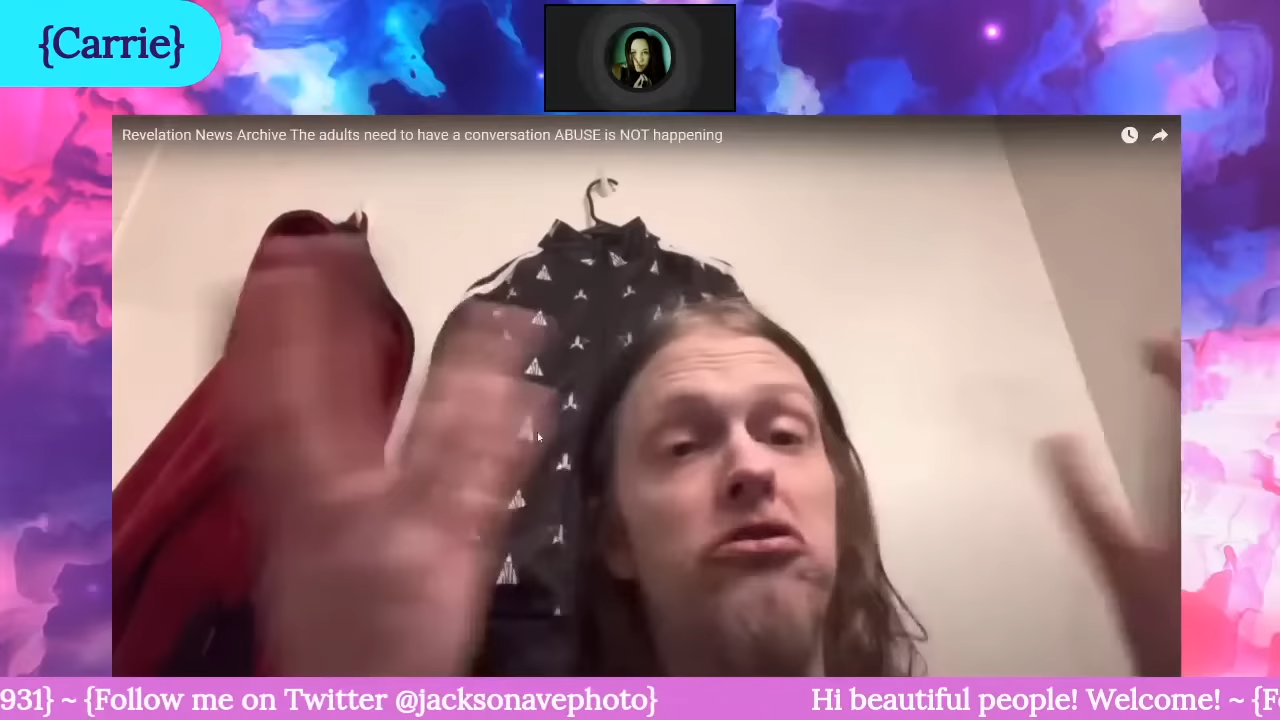 {Carrie}
Revelation News Archive The adults need to have a conversation ABUSE is NOT happening
931} ~ {Follow me on Twitter @jacksonavephoto}
Hi beautiful people! Welcome! ~ {Fo